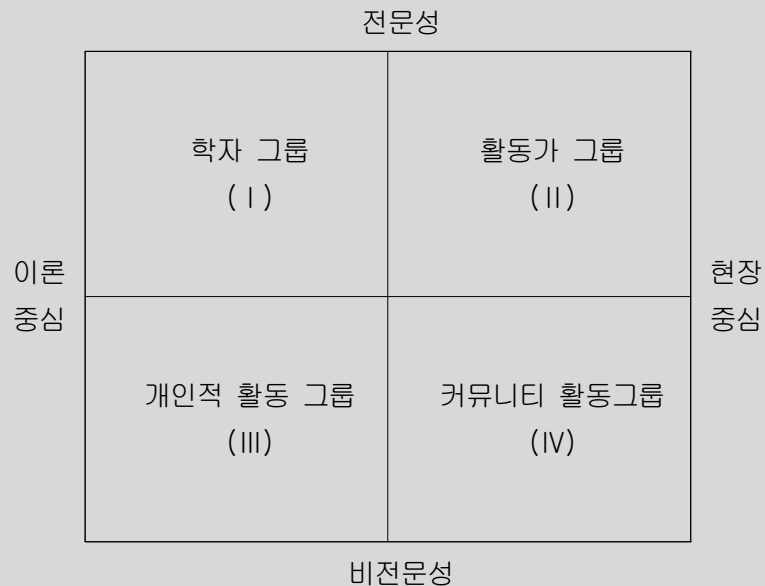 전문성
학자 그룹
(Ⅰ)
활동가 그룹
(Ⅱ)
이론
중심
현장
중심
개인적 활동 그룹
(Ⅲ)
커뮤니티 활동그룹
(Ⅳ)
비전문성